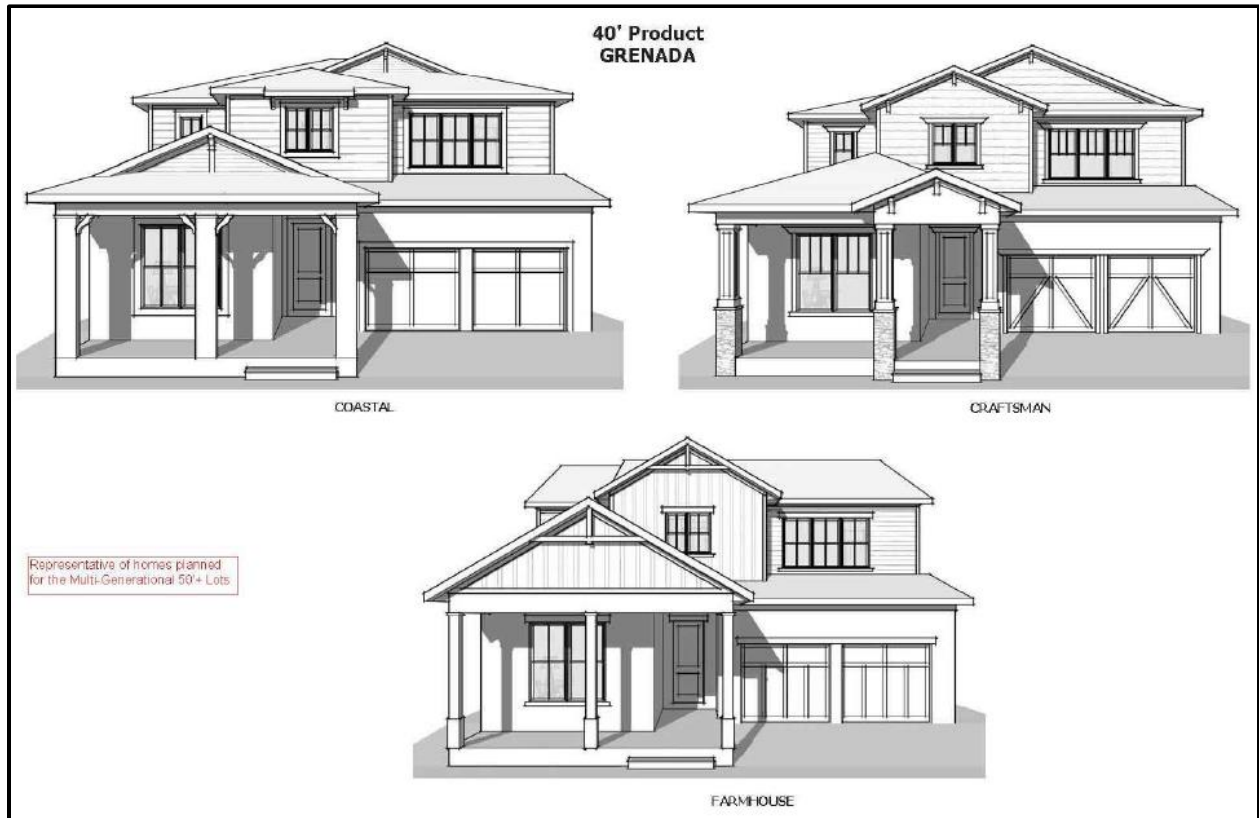 40' Product
GRENADA
COASTAL
CRAFTSMAN
Representative of homes planned
for the Multi-Generational 50'+ Lots
FARMHOUSE